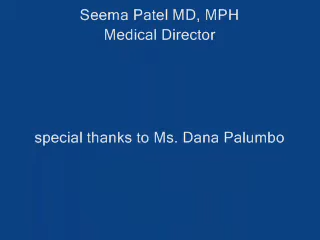 Seema Patel MD, MPH
Medical Director
special thanks to Ms. Dana Palumbo